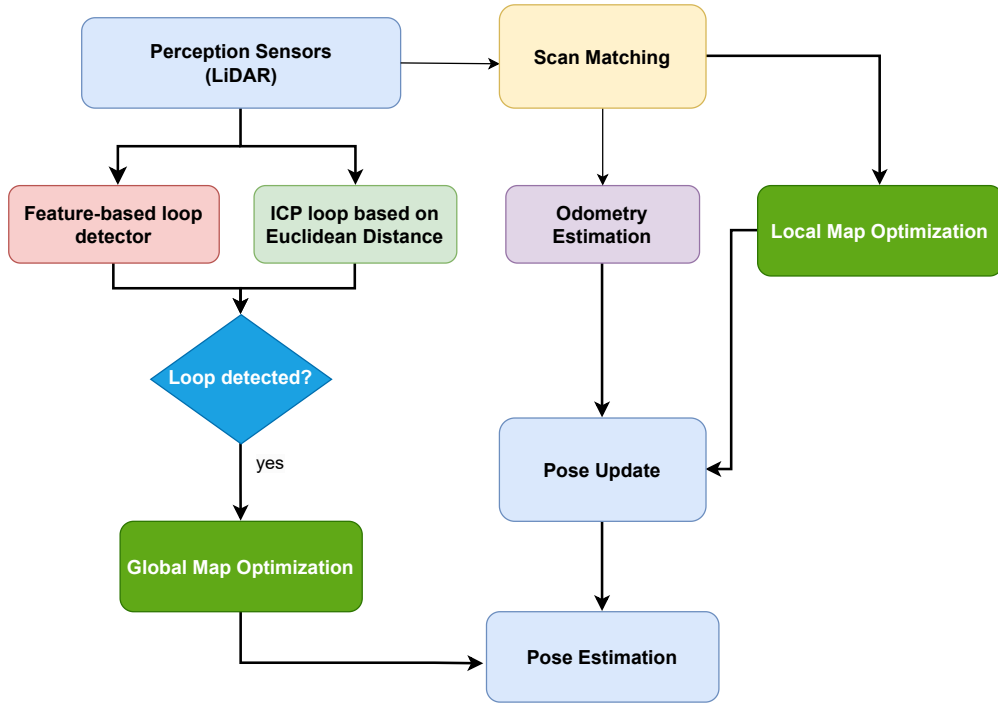 Perception Sensors
(LiDAR)
Scan Matching
Feature-based loop
detector
ICP loop based on
Euclidean Distance
Odometry
Estimation
Local Map Optimization
Loop detected?
yes
Pose Update
Global Map Optimization
Pose Estimation